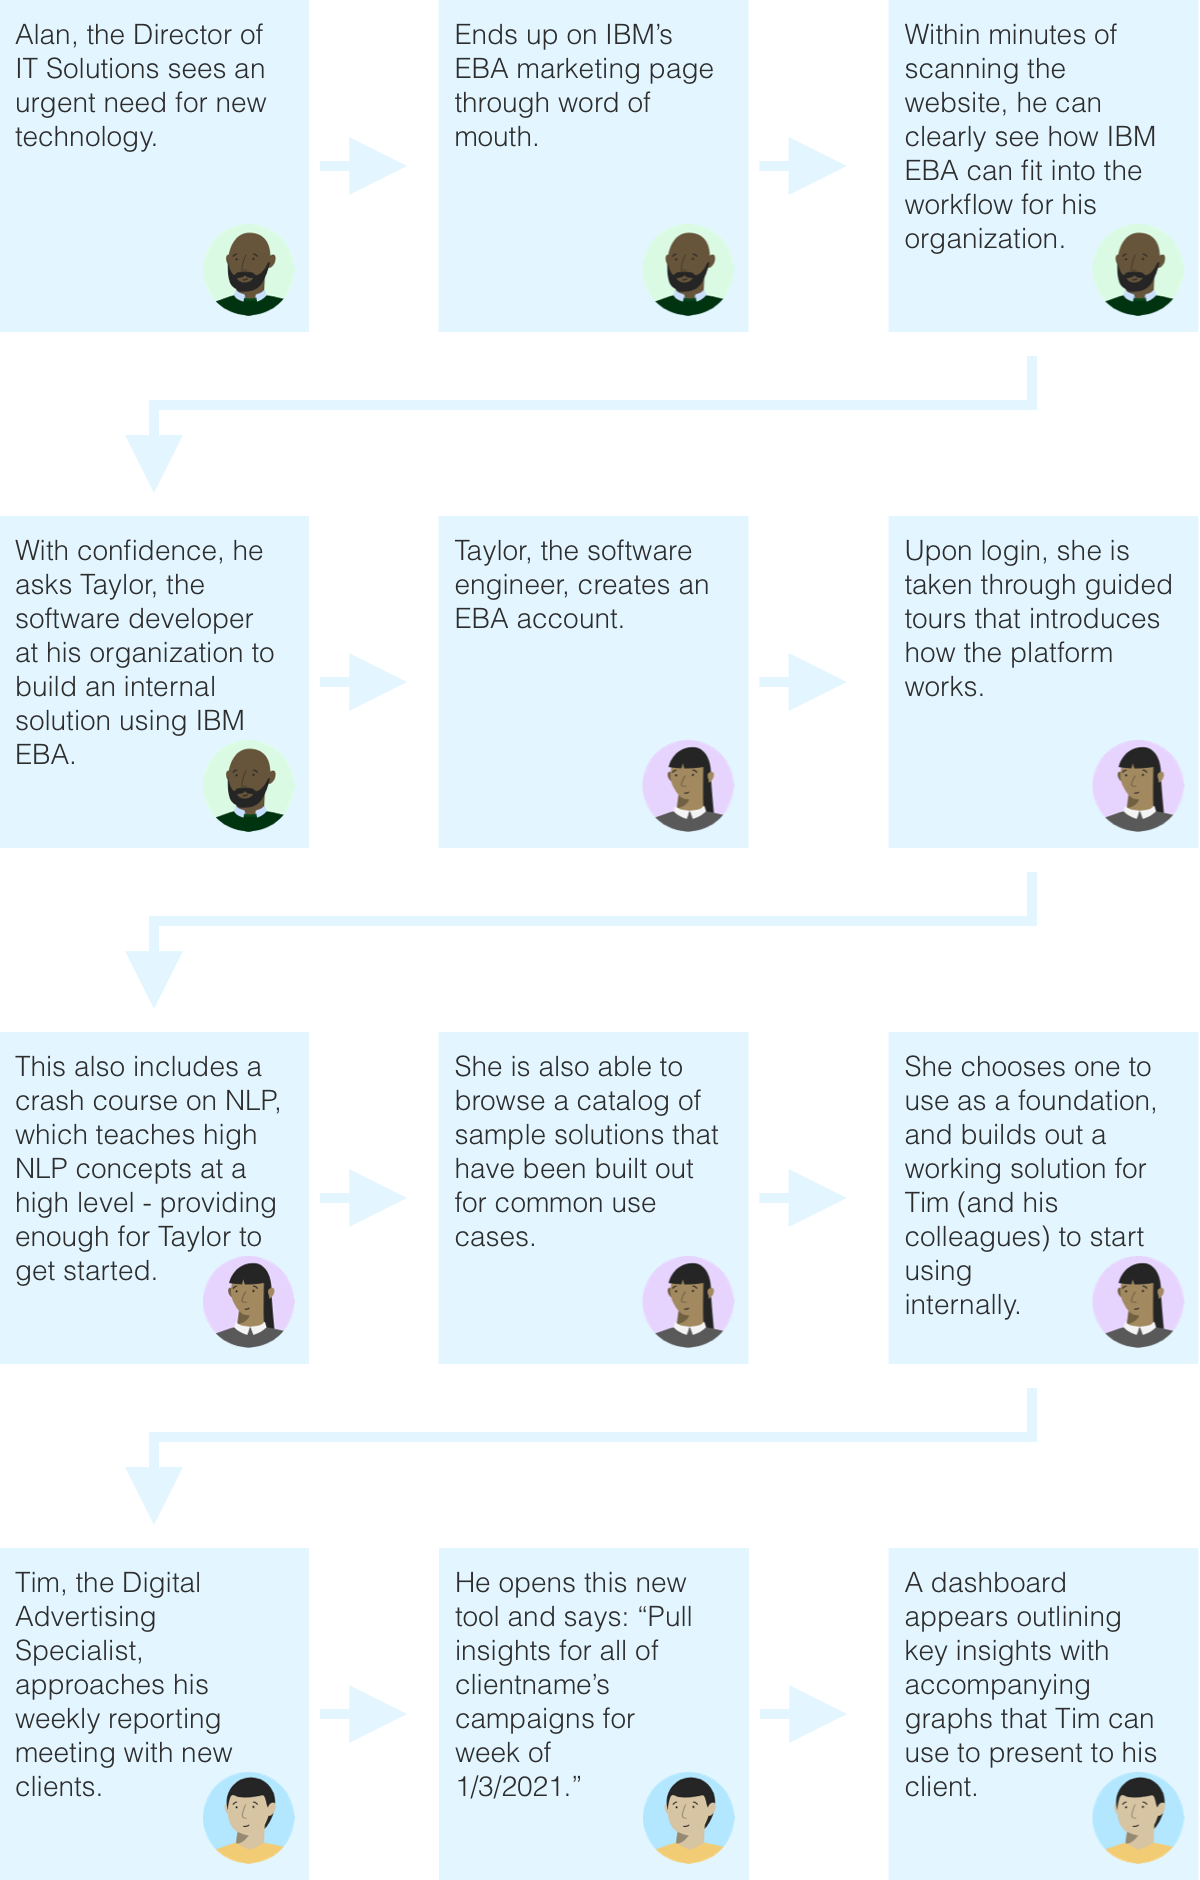 Alan, the Director of
IT Solutions sees an
urgent need for new
technology.
Ends up on IBM’s
EBA marketing page
through word of
mouth.
Within minutes of
scanning the
website, he can
clearly see how IBM
EBA can fit into the
workflow for his
organization.
With confidence, he
asks Taylor, the
software developer
at his organization to
build an internal
solution using IBM
EBA.
Taylor, the software
engineer, creates an
EBA account.
Upon login, she is
taken through guided
tours that introduces
how the platform
works.
This also includes a
crash course on NLP,
which teaches high
NLP concepts at a
high level - providing
enough for Taylor to
get started.
She is also able to
browse a catalog of
sample solutions that
have been built out
for common use
cases.
She chooses one to
use as a foundation,
and builds out a
working solution for
Tim (and his
colleagues) to start
using
internally.
Tim, the Digital
Advertising
Specialist,
approaches his
weekly reporting
meeting with new
clients.
He opens this new
tool and says: “Pull
insights for all of
clientname’s
campaigns for
week of
1/3/2021.”
A dashboard
appears outlining
key insights with
accompanying
graphs that Tim can
use to present to his
client.